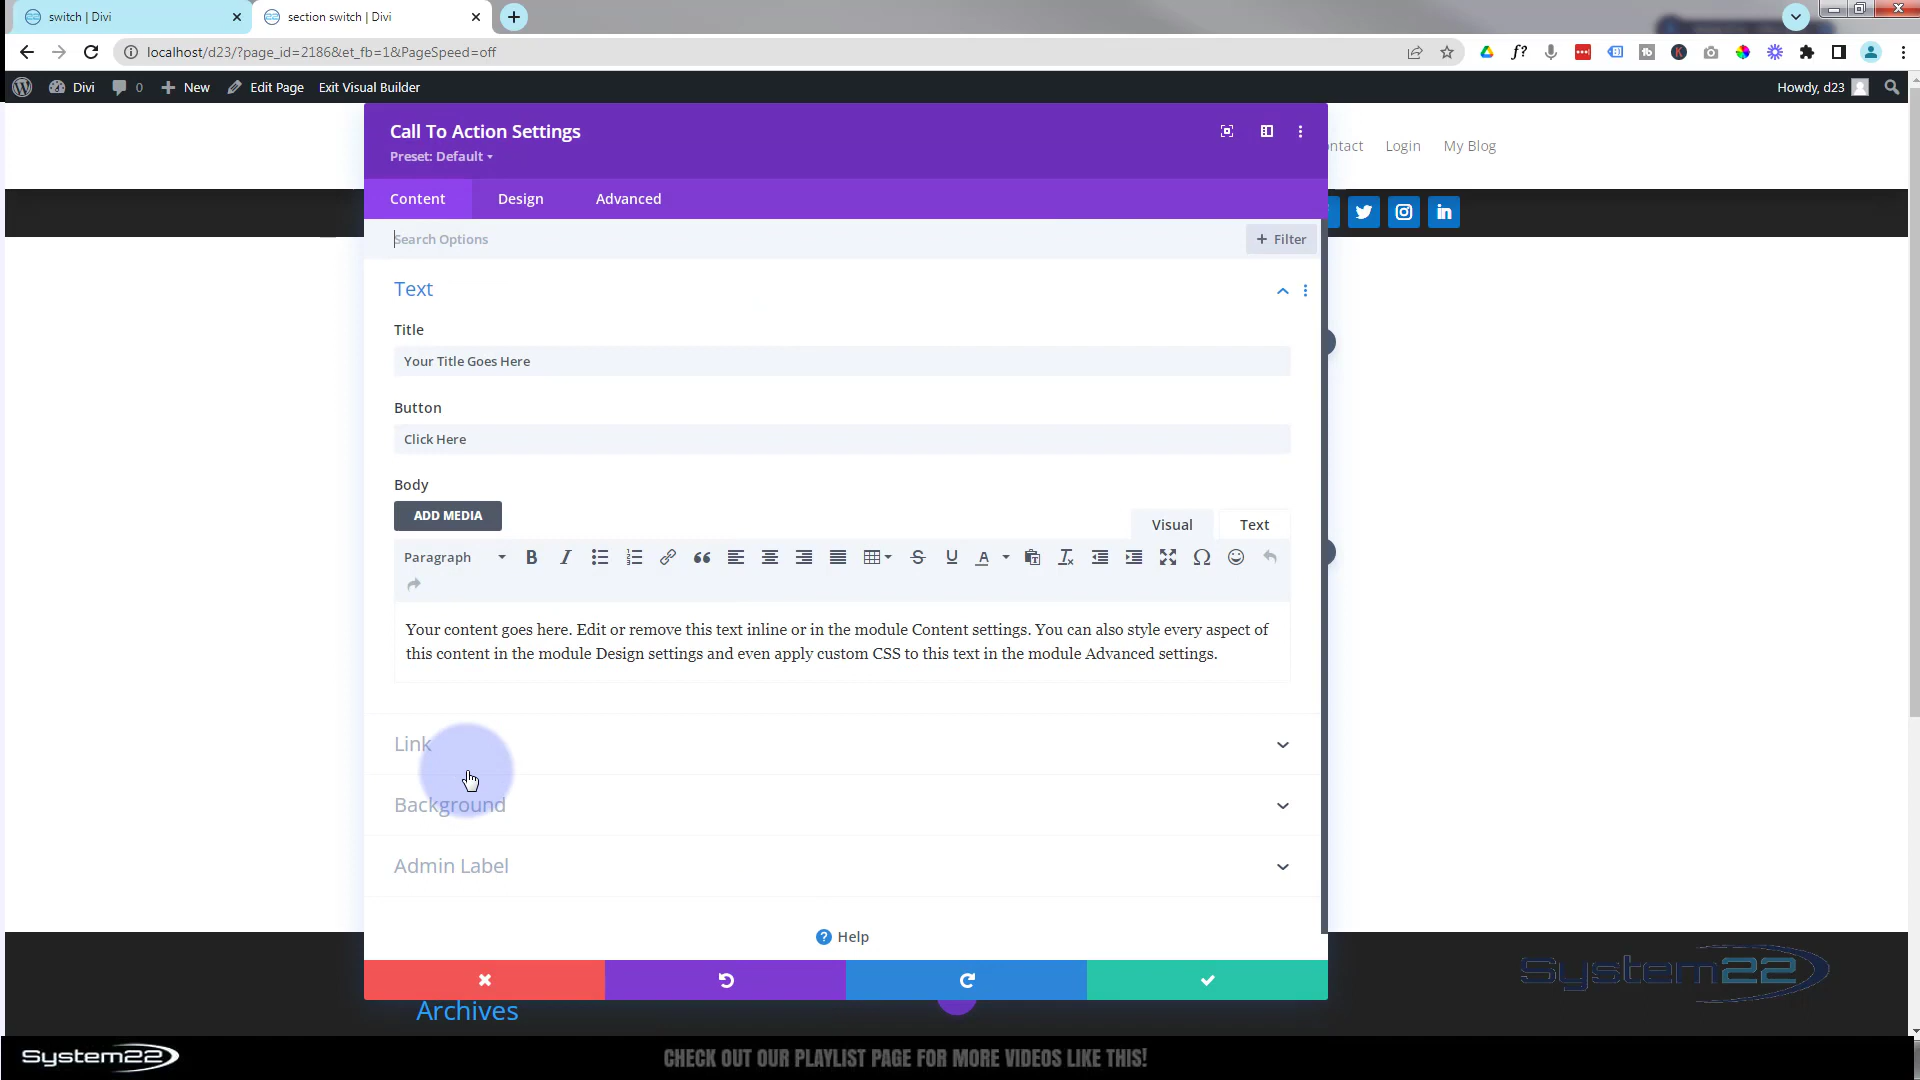 switch | Divi
section switch | Divi
localhost/d23/?page_id=2186&et_fb=1&PageSpeed=off
Divi 0 New Edit Page Exit Visual Builder Howdy, d23
Call To Action Settings
Preset: Default
ntact Login My Blog
Content Design Advanced
Search Options
+ Filter
Text
Title
Your Title Goes Here
Button
Click Here
Body
ADD MEDIA
Visual Text
Paragraph
Your content goes here. Edit or remove this text inline or in the module Content settings. You can also style every aspect of
this content in the module Design settings and even apply custom CSS to this text in the module Advanced settings.
Link
Background
Admin Label
Help
System22
Archives
System22
CHECK OUT OUR PLAYLIST PAGE FOR MORE VIDEOS LIKE THIS!